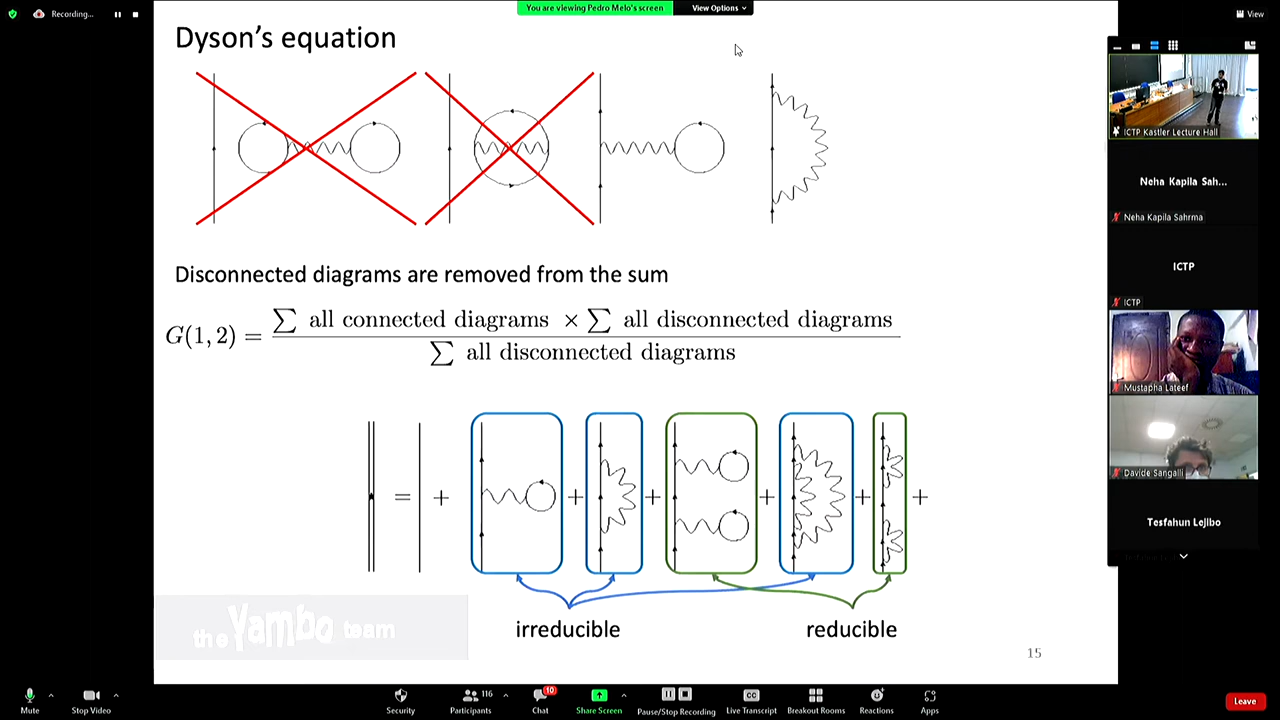 Recording...
You are viewing Pedro Melo's screen
View Options
View
Dyson's equation
Disconnected diagrams are removed from the sum
G(1, 2) = ∑ all connected diagrams × ∑ all disconnected diagrams
∑ all disconnected diagrams
= + + + + + +
irreducible
reducible
the Yambo team
15
ICTP Kastler Lecture Hall
Neha Kapila Sah...
Neha Kapila Sahrma
ICTP
ICTP
Mustapha Lateef
Davide Sangalli
Tesfahun Lejibo
Mute
Stop Video
Security
116
Participants
10
Chat
Share Screen
Pause/Stop Recording
CC
Live Transcript
Breakout Rooms
Reactions
Apps
Leave